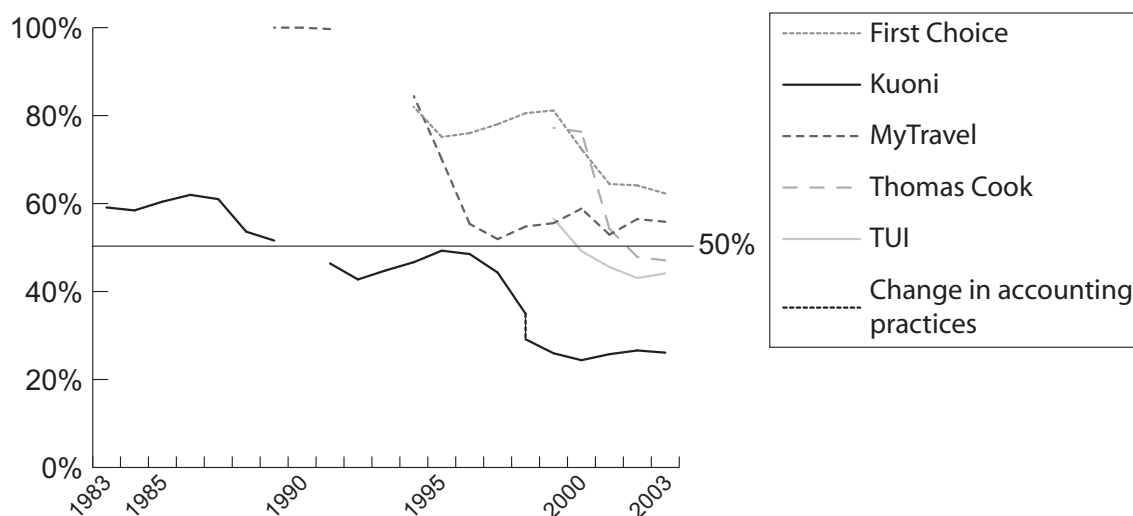 100%
80%
60%
50%
40%
20%
0%
1983
1985
1990
1995
2000
2003
First Choice
Kuoni
MyTravel
Thomas Cook
TUI
Change in accounting
practices